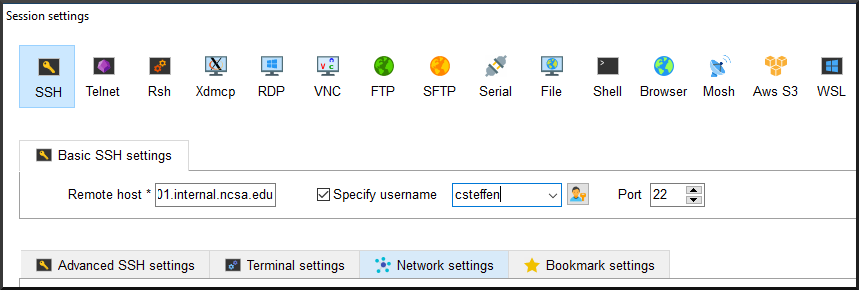 Session settings
SSH Telnet Rsh Xdmcp RDP VNC FTP SFTP Serial File Shell Browser Mosh Aws S3 WSL
Basic SSH settings
Remote host * 01.internal.ncsa.edu Specify username csteffen Port 22
Advanced SSH settings Terminal settings Network settings Bookmark settings